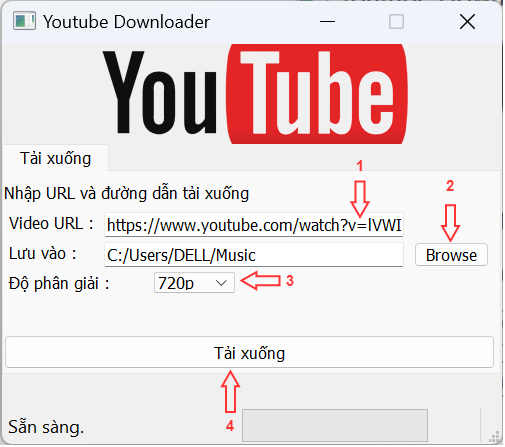 Youtube Downloader
YouTube
Tải xuống
1
2
Nhập URL và đường dẫn tải xuống
Video URL : https://www.youtube.com/watch?v=lVWI
Lưu vào : C:/Users/DELL/Music Browse
Độ phân giải : 720p 3
Tải xuống
4
Sẵn sàng.